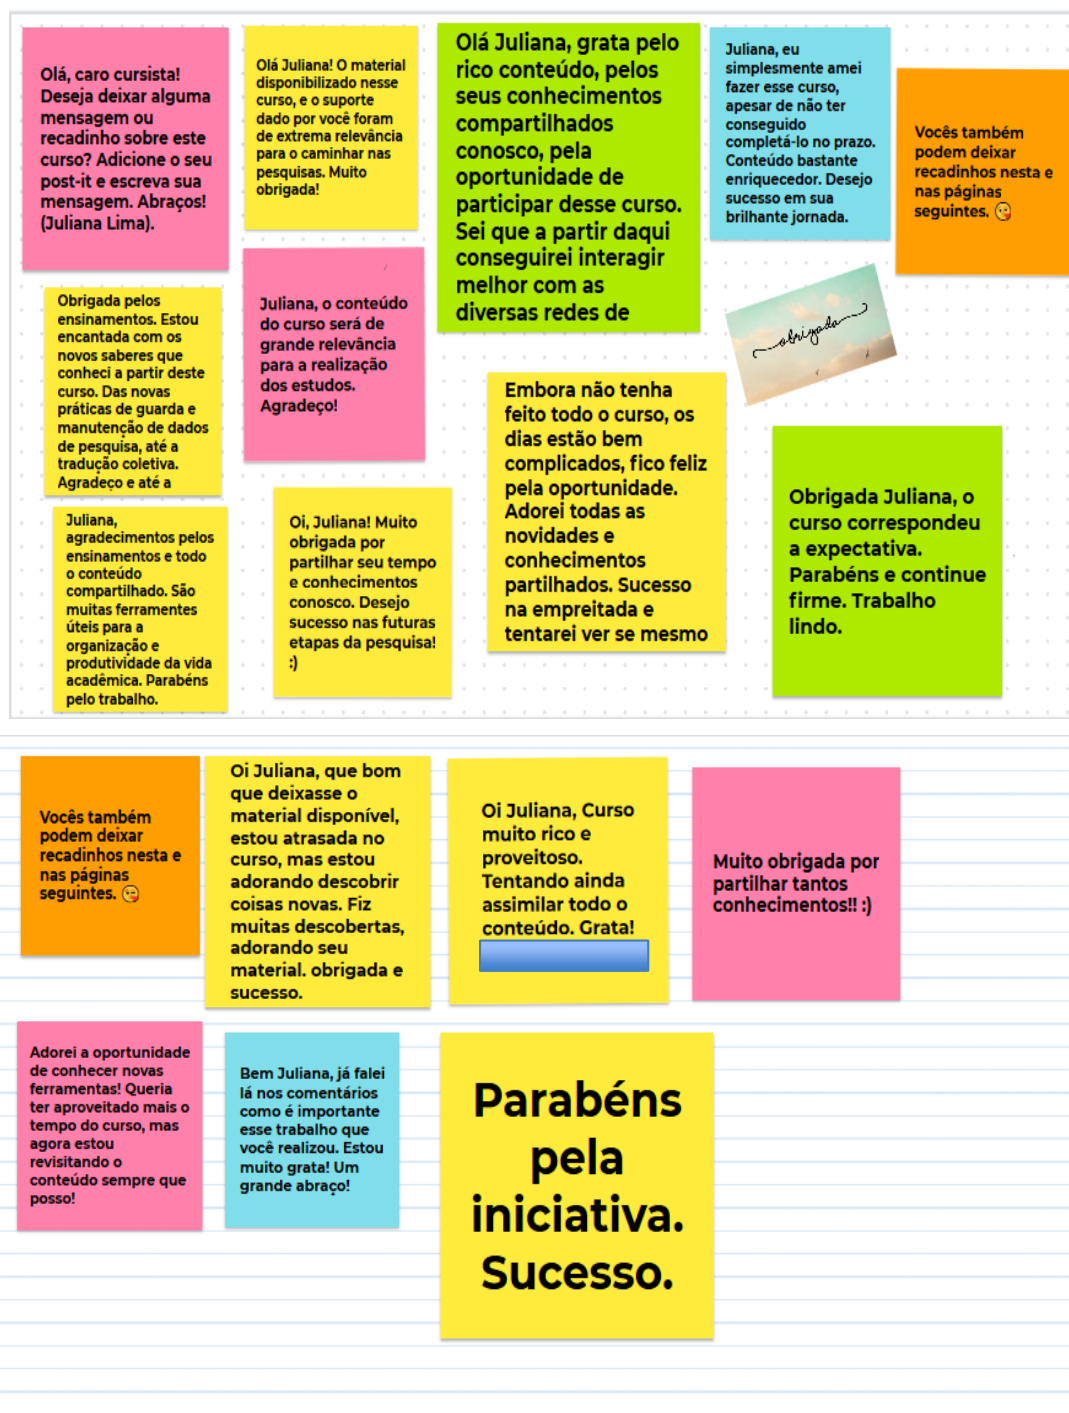 Olá, caro cursista!
Deseja deixar alguma
mensagem ou
recadinho sobre este
curso? Adicione o seu
post-it e escreva sua
mensagem. Abraços!
(Juliana Lima).
Olá Juliana! O material
disponibilizado nesse
curso, e o suporte
dado por você foram
de extrema relevância
para o caminhar nas
pesquisas. Muito
obrigada!
Olá Juliana, grata pelo
rico conteúdo, pelos
seus conhecimentos
compartilhados
conosco, pela
oportunidade de
participar desse curso.
Sei que a partir daqui
conseguirei interagir
melhor com as
diversas redes de
Juliana, eu
simplesmente amei
fazer esse curso,
apesar de não ter
conseguido
completá-lo no prazo.
Conteúdo bastante
enriquecedor. Desejo
sucesso em sua
brilhante jornada.
Vocês também
podem deixar
recadinhos nesta e
nas páginas
seguintes. 😘
Obrigada pelos
ensinamentos. Estou
encantada com os
novos saberes que
conheci a partir deste
curso. Das novas
práticas de guarda e
manutenção de dados
de pesquisa, até a
tradução coletiva.
Agradeço e até a
Juliana, o conteúdo
do curso será de
grande relevância
para a realização
dos estudos.
Agradeço!
obrigada
Embora não tenha
feito todo o curso, os
dias estão bem
complicados, fico feliz
pela oportunidade.
Adorei todas as
novidades e
conhecimentos
partilhados. Sucesso
na empreitada e
tentarei ver se mesmo
Obrigada Juliana, o
curso correspondeu
a expectativa.
Parabéns e continue
firme. Trabalho
lindo.
Juliana,
agradecimentos pelos
ensinamentos e todo
o conteúdo
compartilhado. São
muitas ferramentes
úteis para a
organização e
produtividade da vida
acadêmica. Parabéns
pelo trabalho.
Oi, Juliana! Muito
obrigada por
partilhar seu tempo
e conhecimentos
conosco. Desejo
sucesso nas futuras
etapas da pesquisa!
:)
Vocês também
podem deixar
recadinhos nesta e
nas páginas
seguintes. 😘
Oi Juliana, que bom
que deixasse o
material disponível,
estou atrasada no
curso, mas estou
adorando descobrir
coisas novas. Fiz
muitas descobertas,
adorando seu
material. obrigada e
sucesso.
Oi Juliana, Curso
muito rico e
proveitoso.
Tentando ainda
assimilar todo o
conteúdo. Grata!
Muito obrigada por
partilhar tantos
conhecimentos!! :)
Adorei a oportunidade
de conhecer novas
ferramentas! Queria
ter aproveitado mais o
tempo do curso, mas
agora estou
revisitando o
conteúdo sempre que
posso!
Bem Juliana, já falei
lá nos comentários
como é importante
esse trabalho que
você realizou. Estou
muito grata! Um
grande abraço!
Parabéns
pela
iniciativa.
Sucesso.